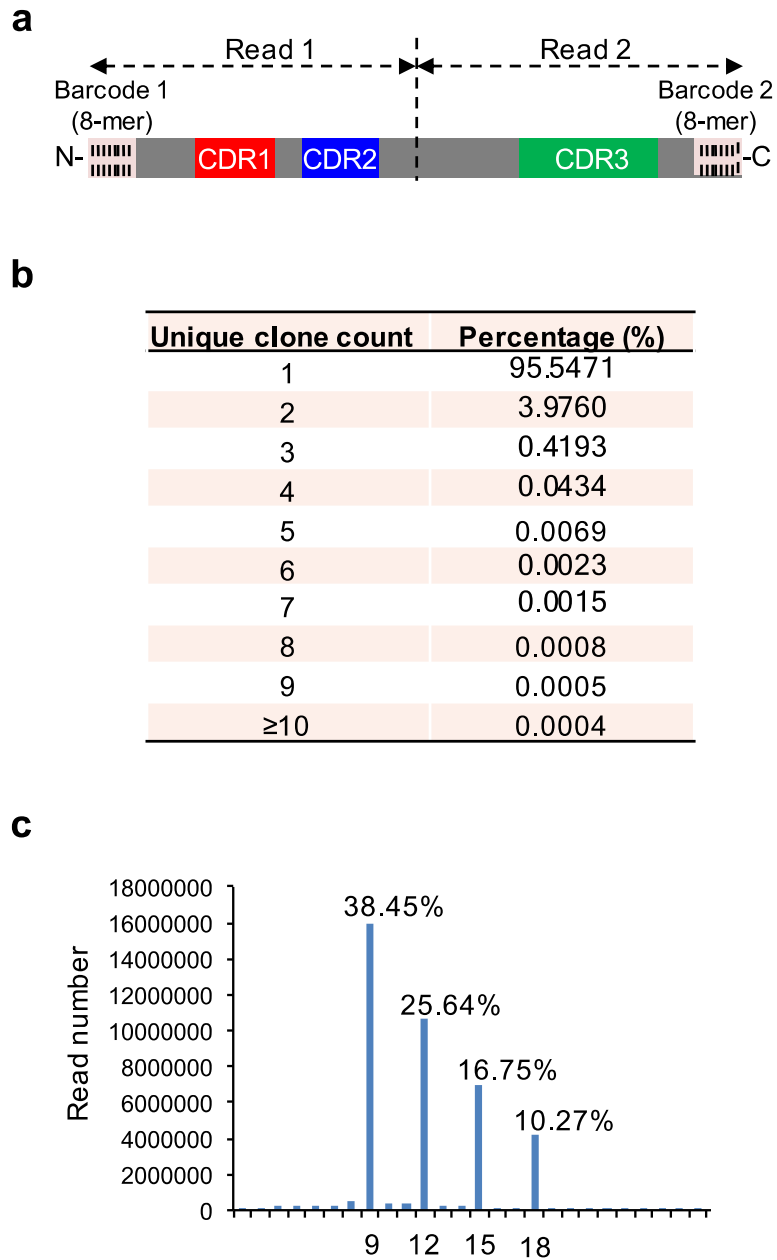 a
Read 1 Read 2
Barcode 1 Barcode 2
(8-mer) (8-mer)
N- CDR1 CDR2 CDR3 -C
b
Unique clone count Percentage (%)
1 95.5471
2 3.9760
3 0.4193
4 0.0434
5 0.0069
6 0.0023
7 0.0015
8 0.0008
9 0.0005
≥10 0.0004
c
18000000
38.45%
16000000
14000000
12000000
25.64%
10000000
8000000
16.75%
6000000
10.27%
4000000
2000000
0
Read number
9 12 15 18